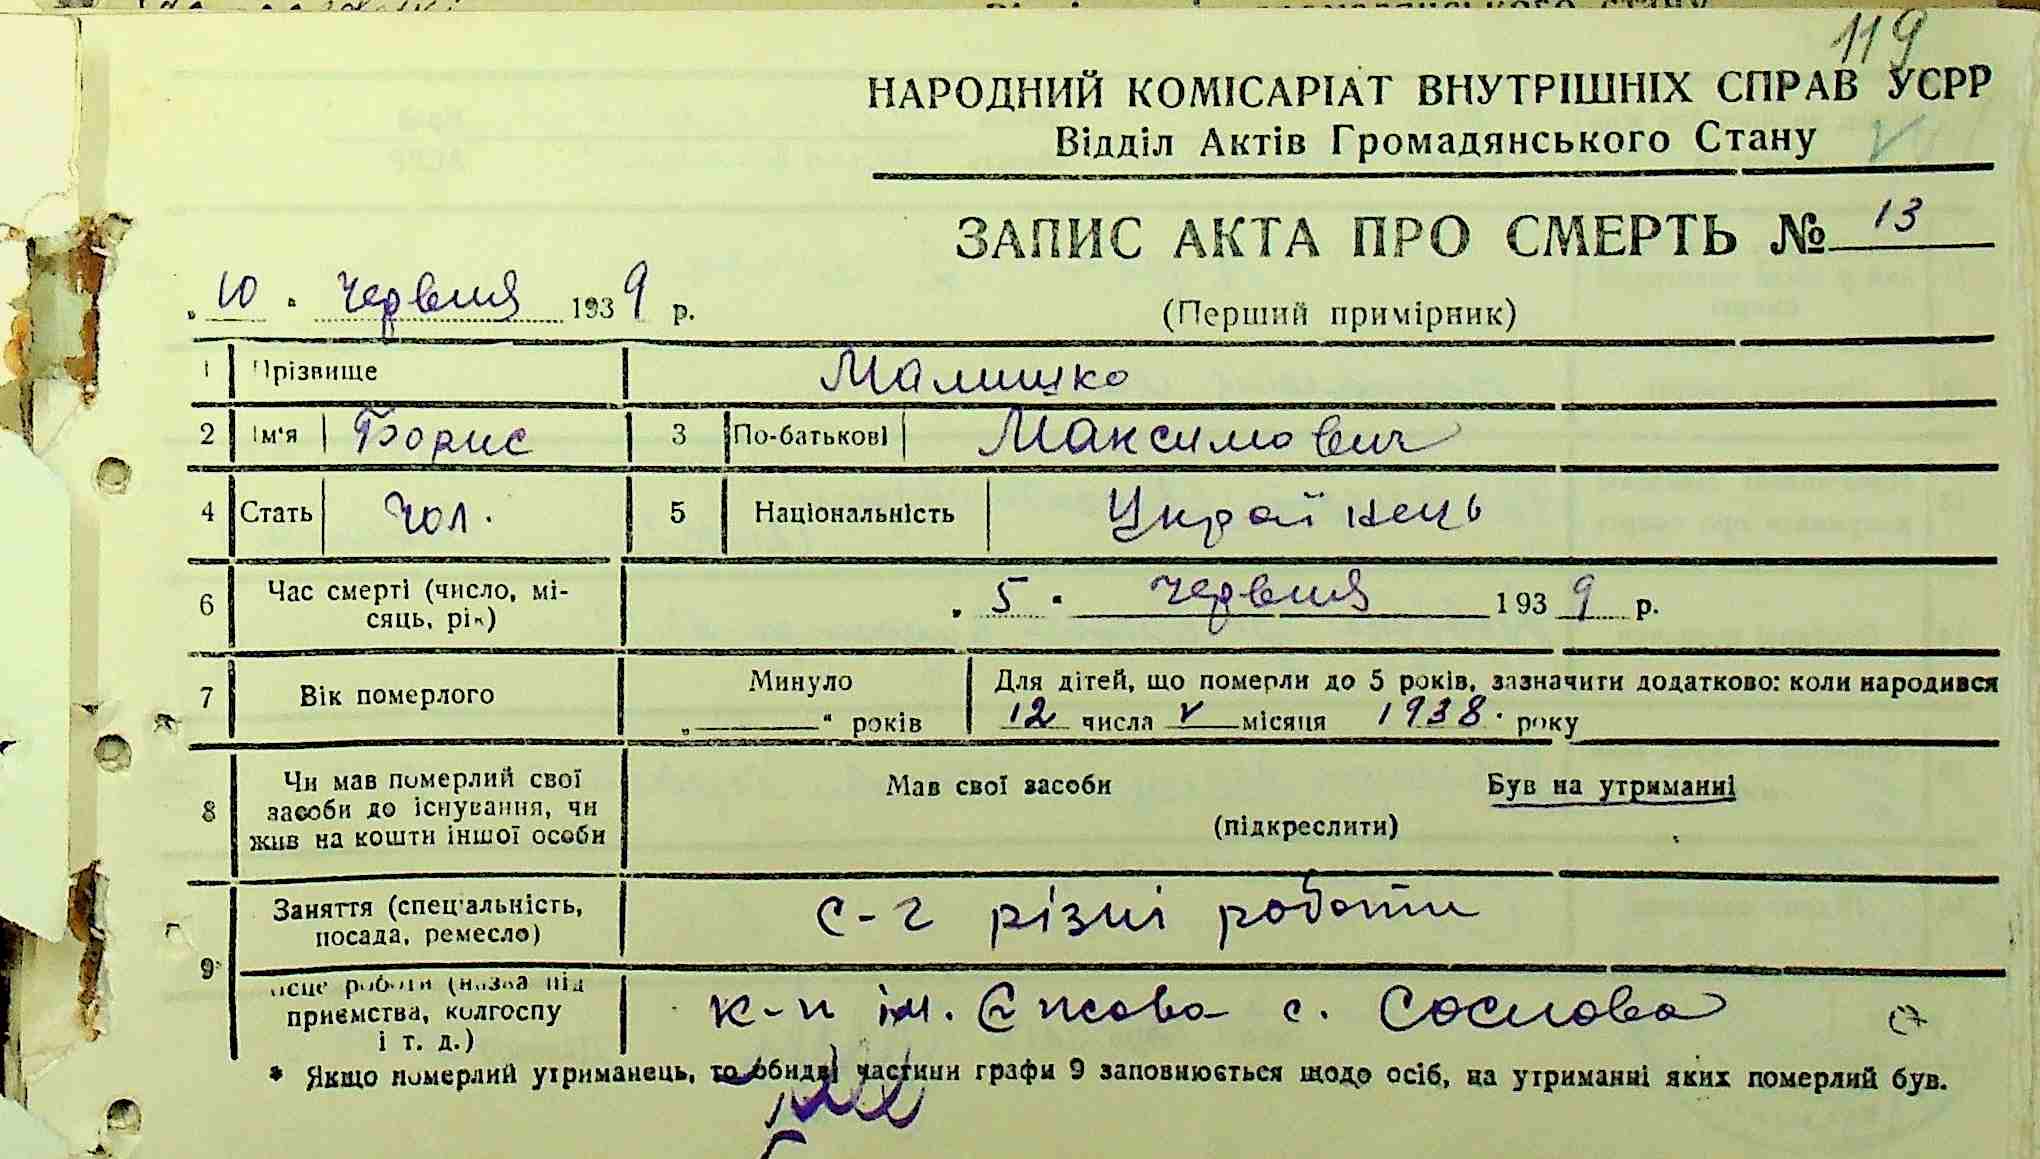 119
НАРОДНИЙ КОМІСАРІАТ ВНУТРІШНІХ СПРАВ УСРР
Відділ Актів Громадянського Стану
ЗАПИС АКТА ПРО СМЕРТЬ № 13
„ 10 " червня 1939 р.
(Перший примірник)
1 Прізвище Малишко
2 Ім'я Борис 3 По-батькові Максимович
4 Стать чол. 5 Національність Українець
6 Час смерті (число, мі-
сяць, рік) „ 5 " червня 1939 р.
7 Вік померлого Минуло „ " років
Для дітей, що померли до 5 років, зазначити додатково: коли народився
12 числа V місяця 1938. року
8 Чи мав померлий свої
засоби до існування, чи
жив на кошти іншої особи
Мав свої засоби Був на утриманні
(підкреслити)
9 Заняття (спеціальність,
посада, ремесло) с-г різні роботи
місце роботи (назва під
приємства, колгоспу
і т. д.) к-п ім. Єжова с. Соснова
* Якщо померлий утриманець, то обидві частини графи 9 заповнюється щодо осіб, на утриманні яких померлий був.